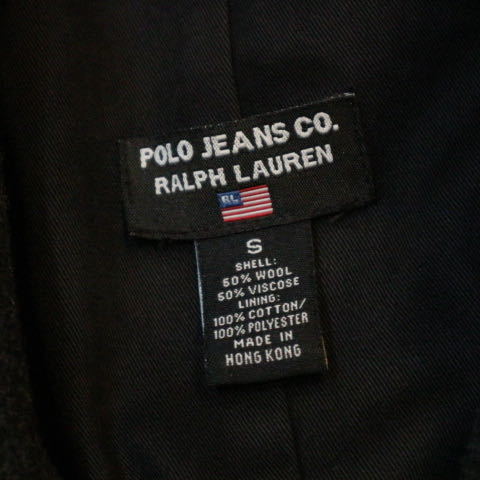 POLO JEANS CO.
RALPH LAUREN
RL
S
SHELL:
50% WOOL
50% VISCOSE
LINING:
100% COTTON/
100% POLYESTER
MADE IN
HONG KONG